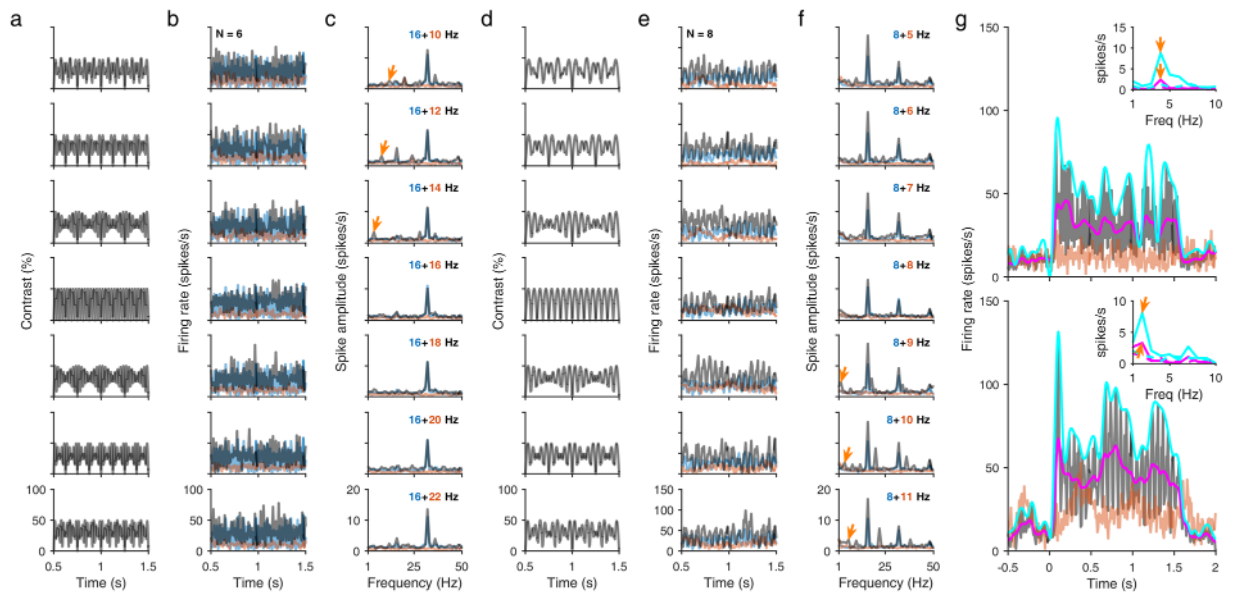 a b c d e f g
N = 6
16+10 Hz
16+12 Hz
16+14 Hz
16+16 Hz
16+18 Hz
16+20 Hz
16+22 Hz
N = 8
8+5 Hz
8+6 Hz
8+7 Hz
8+8 Hz
8+9 Hz
8+10 Hz
8+11 Hz
Contrast (%)
100
50
0
0.5 1 1.5
Time (s)
Firing rate (spikes/s)
100
50
0
0.5 1 1.5
Time (s)
Spike amplitude (spikes/s)
20
10
0
1 25 50
Frequency (Hz)
Contrast (%)
100
50
0
0.5 1 1.5
Time (s)
Firing rate (spikes/s)
150
100
50
0
0.5 1 1.5
Time (s)
Spike amplitude (spikes/s)
20
10
0
1 25 50
Frequency (Hz)
Firing rate (spikes/s)
150
100
50
0
spikes/s
15
10
5
0
1 5 10
Freq (Hz)
150
100
50
0
spikes/s
10
5
0
1 5 10
Freq (Hz)
-0.5 0 0.5 1 1.5 2
Time (s)